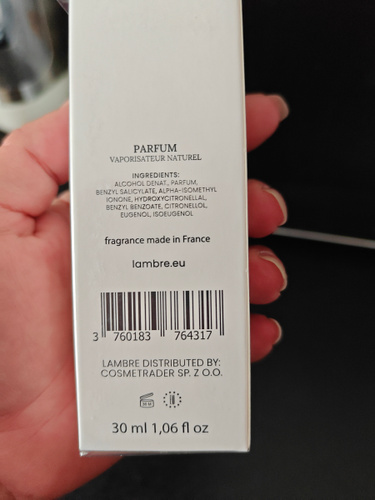 PARFUM
VAPORISATEUR NATUREL
INGREDIENTS:
ALCOHOL DENAT., PARFUM,
BENZYL SALICYLATE, ALPHA-ISOMETHYL
IONONE, HYDROXYCITRONELLAL,
BENZYL BENZOATE, CITRONELLOL,
EUGENOL, ISOEUGENOL
fragrance made in France
lambre.eu
3 760183 764317
LAMBRE DISTRIBUTED BY:
COSMETRADER SP. Z O.O.
30 ml 1,06 fl oz